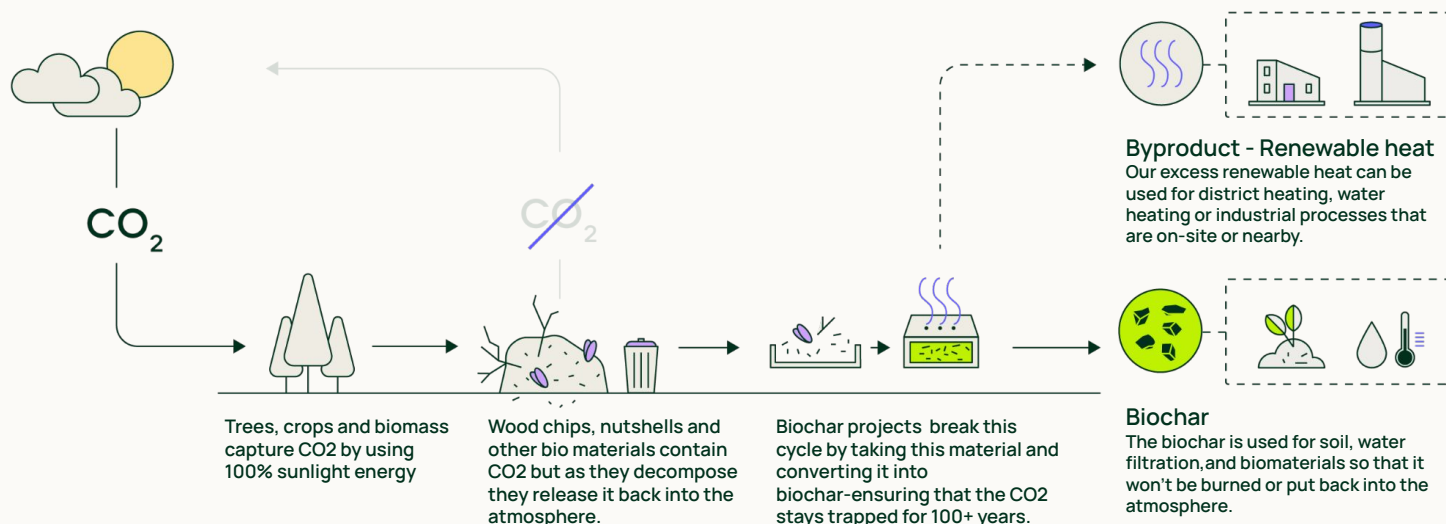 CO2
CO2
Byproduct - Renewable heat
Our excess renewable heat can be
used for district heating, water
heating or industrial processes that
are on-site or nearby.
Trees, crops and biomass
capture CO2 by using
100% sunlight energy
Wood chips, nutshells and
other bio materials contain
CO2 but as they decompose
they release it back into the
atmosphere.
Biochar projects break this
cycle by taking this material and
converting it into
biochar-ensuring that the CO2
stays trapped for 100+ years.
Biochar
The biochar is used for soil, water
filtration,and biomaterials so that it
won't be burned or put back into the
atmosphere.